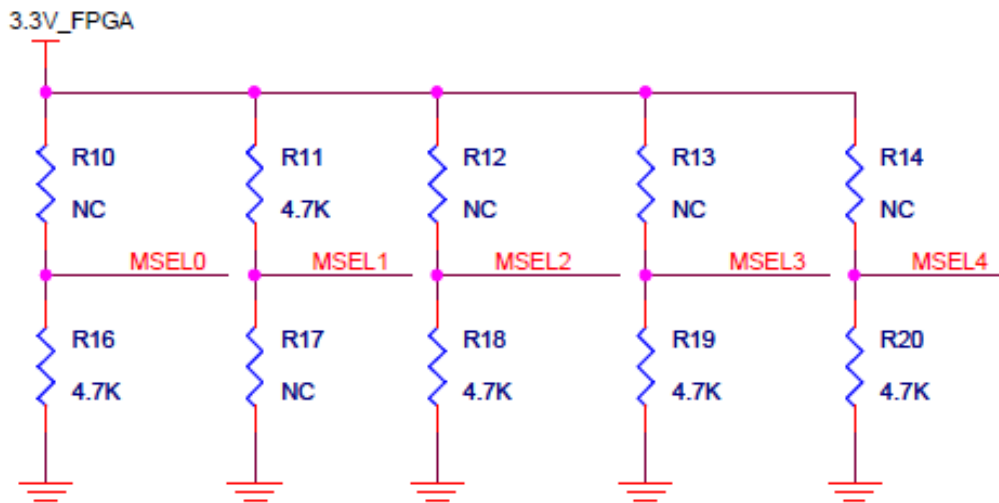 3.3V_FPGA
R10
R11
R12
R13
R14
NC
4.7K
NC
NC
NC
MSEL0
MSEL1
MSEL2
MSEL3
MSEL4
R16
R17
R18
R19
R20
4.7K
NC
4.7K
4.7K
4.7K